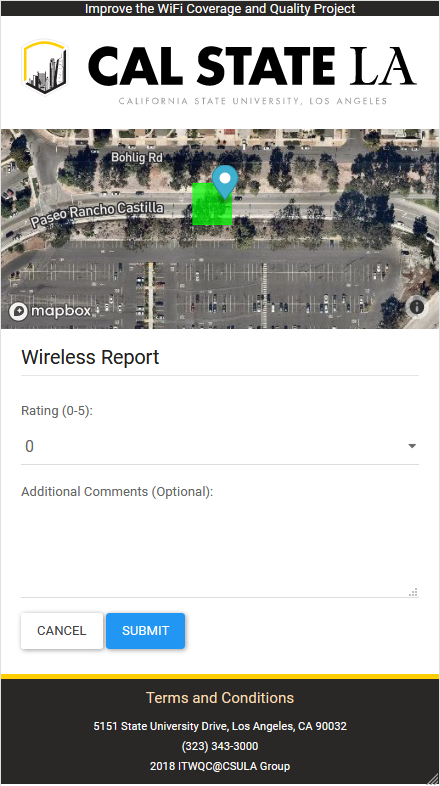 Improve the WiFi Coverage and Quality Project
CAL STATE LA
CALIFORNIA STATE UNIVERSITY, LOS ANGELES
Bohlig Rd
Paseo Rancho Castilla
mapbox
Wireless Report
Rating (0-5):
0
Additional Comments (Optional):
CANCEL
SUBMIT
Terms and Conditions
5151 State University Drive, Los Angeles, CA 90032
(323) 343-3000
2018 ITWQC@CSULA Group